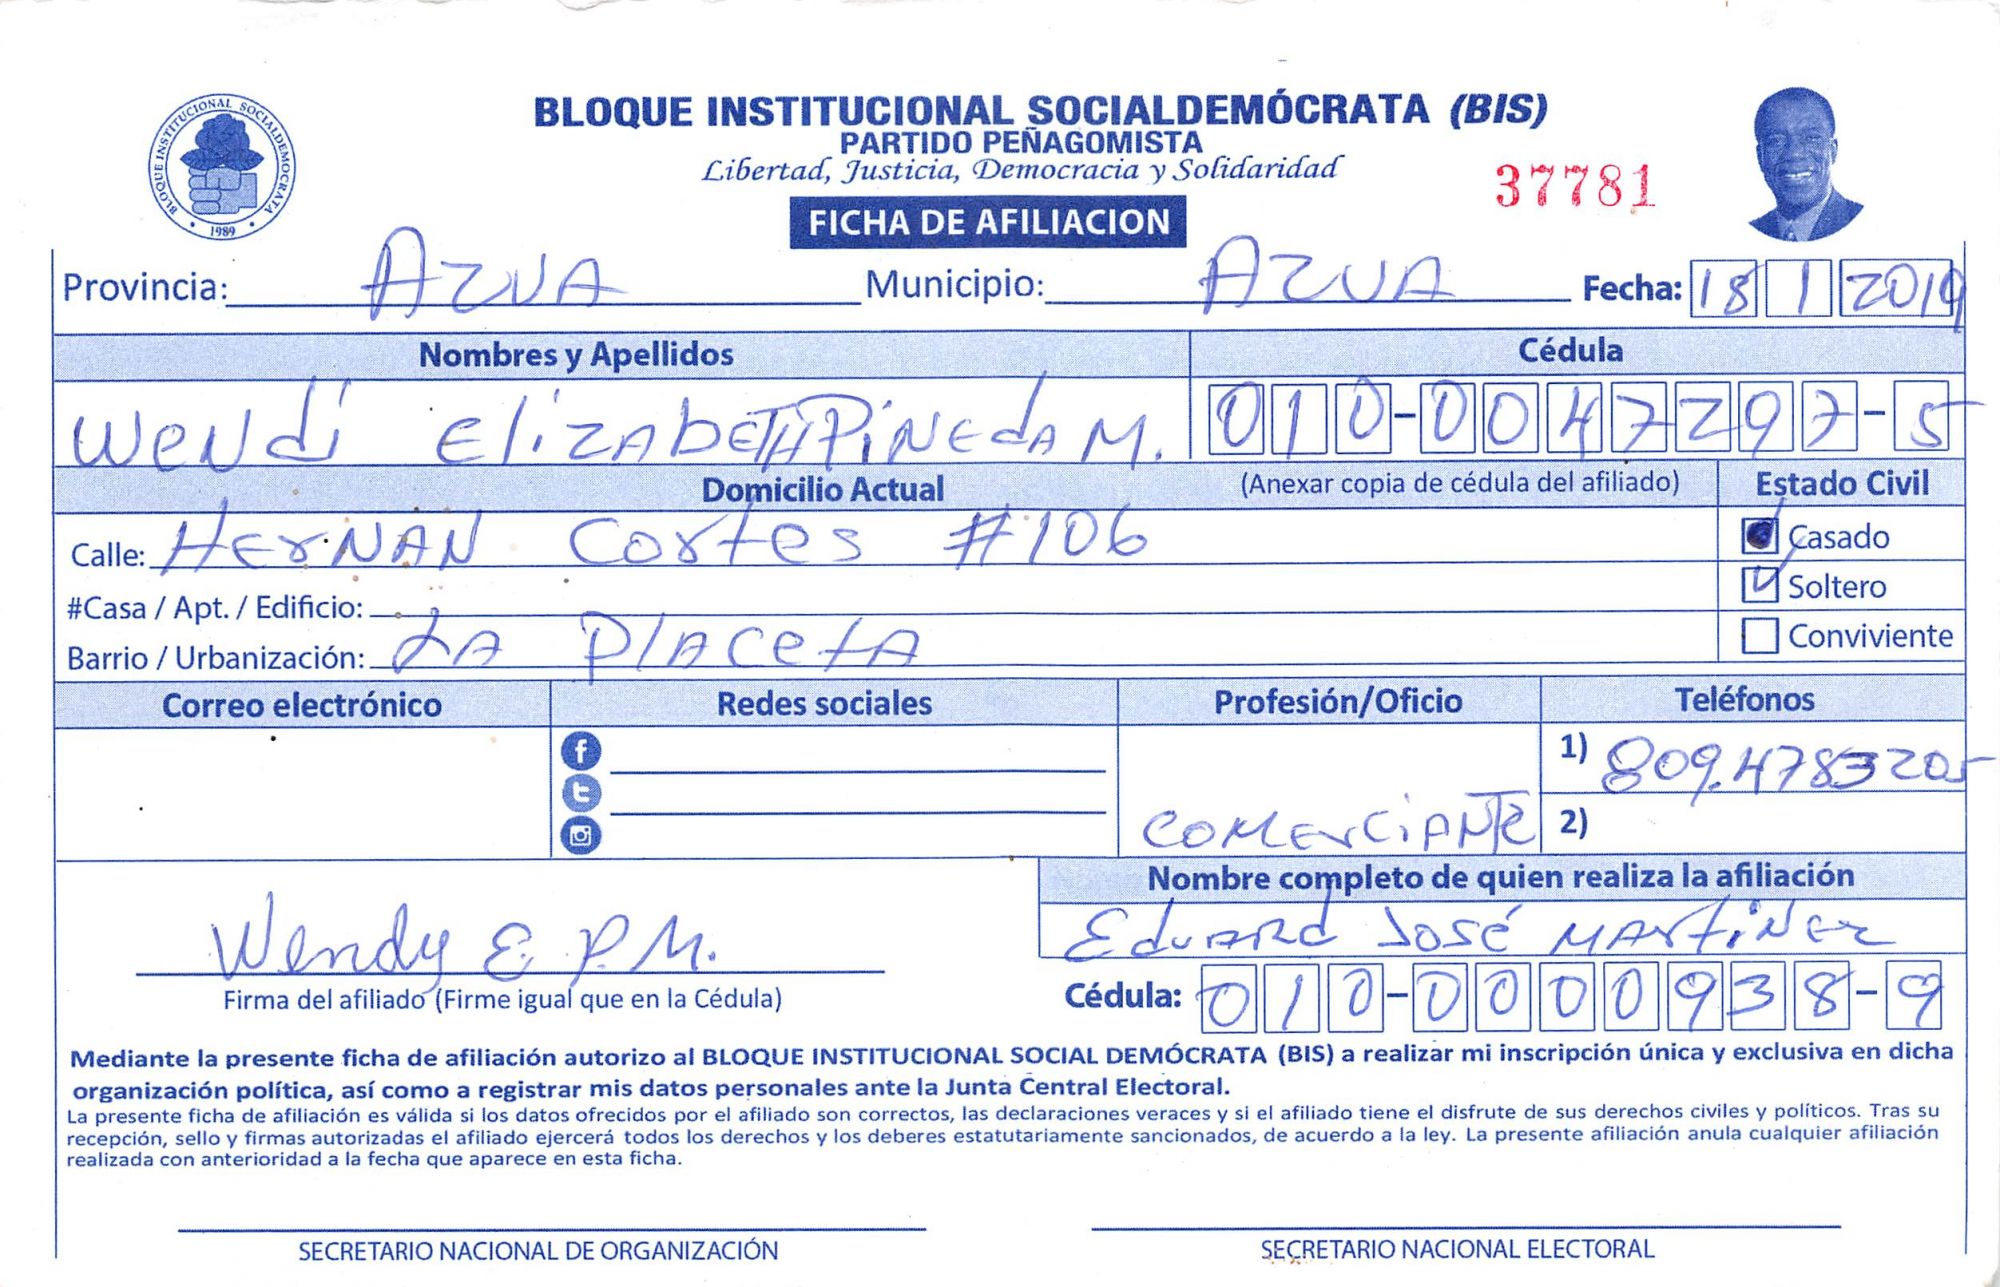 BLOQUE INSTITUCIONAL SOCIALDEMÓCRATA
1989
BLOQUE INSTITUCIONAL SOCIALDEMÓCRATA (BIS)
PARTIDO PEÑAGOMISTA
Libertad, Justicia, Democracia y Solidaridad
37781
FICHA DE AFILIACION
Provincia: AZUA Municipio: AZUA Fecha: 18 1 2019
Nombres y Apellidos Cédula
Wendi Elizabeth Pineda M. 010-0047297-5
Domicilio Actual (Anexar copia de cédula del afiliado) Estado Civil
Calle: HerNAN Cortes #106 Casado
#Casa / Apt. / Edificio: Soltero
Barrio / Urbanización: LA Placeta Conviviente
Correo electrónico Redes sociales Profesión/Oficio Teléfonos
1) 809.4783205
COMERCiANTE 2)
Nombre completo de quien realiza la afiliación
Eduard José Martinez
Wendy E. P.M.
Firma del afiliado (Firme igual que en la Cédula) Cédula: 010-0000938-9
Mediante la presente ficha de afiliación autorizo al BLOQUE INSTITUCIONAL SOCIAL DEMÓCRATA (BIS) a realizar mi inscripción única y exclusiva en dicha
organización política, así como a registrar mis datos personales ante la Junta Central Electoral.
La presente ficha de afiliación es válida si los datos ofrecidos por el afiliado son correctos, las declaraciones veraces y si el afiliado tiene el disfrute de sus derechos civiles y políticos. Tras su
recepción, sello y firmas autorizadas el afiliado ejercerá todos los derechos y los deberes estatutariamente sancionados, de acuerdo a la ley. La presente afiliación anula cualquier afiliación
realizada con anterioridad a la fecha que aparece en esta ficha.
SECRETARIO NACIONAL DE ORGANIZACIÓN SECRETARIO NACIONAL ELECTORAL